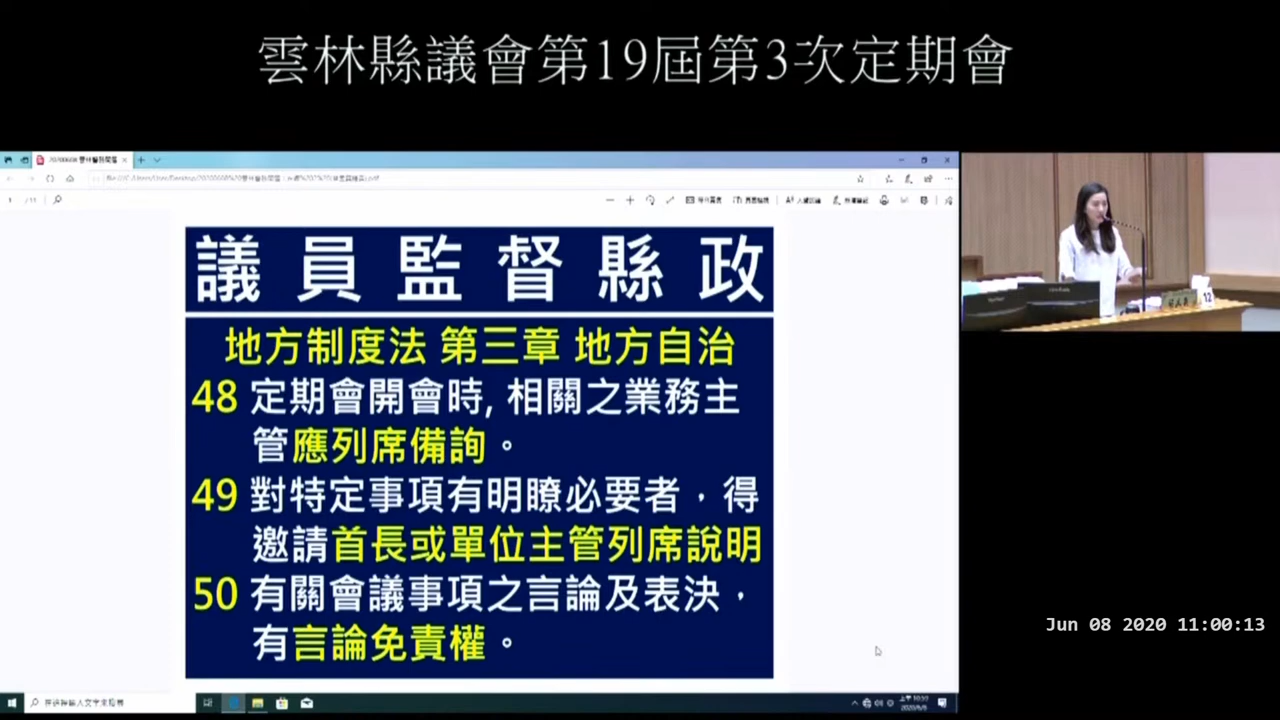 雲林縣議會第19屆第3次定期會
議員監督縣政
地方制度法 第三章 地方自治
48 定期會開會時, 相關之業務主
管應列席備詢。
49 對特定事項有明瞭必要者，得
邀請首長或單位主管列席說明
50 有關會議事項之言論及表決，
有言論免責權。
12
Jun 08 2020 11:00:13